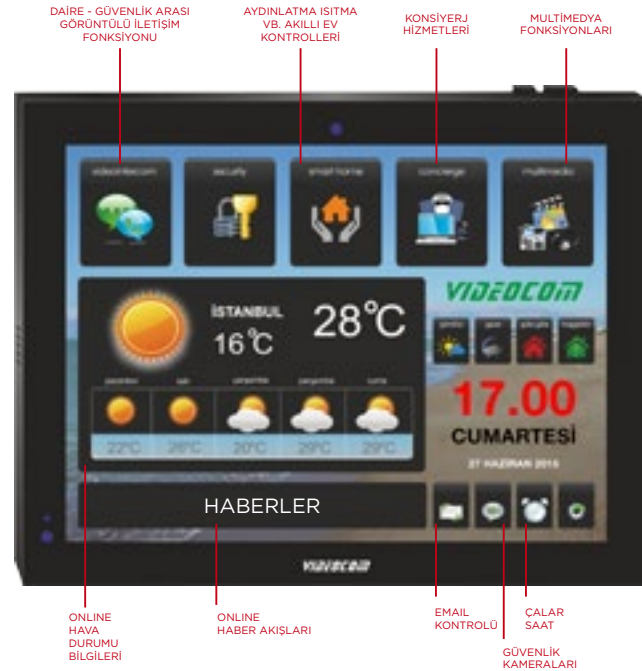 DAİRE - GÜVENLİK ARASI
GÖRÜNTÜLÜ İLETİŞİM
FONKSİYONU
AYDINLATMA ISITMA
VB. AKILLI EV
KONTROLLERİ
KONSİYERJ
HİZMETLERİ
MULTİMEDYA
FONKSİYONLARI
videointercom
security
smart home
concierge
multimedia
VIDEOCOM
İSTANBUL
16°C
28°C
17.00
CUMARTESİ
27 HAZİRAN 2015
salı
perşembe
cuma
22°C
26°C
20°C
29°C
29°C
HABERLER
VIDEOCOM
ONLINE
HAVA
DURUMU
BİLGİLERİ
ONLINE
HABER AKIŞLARI
EMAIL
KONTROLÜ
ÇALAR
SAAT
GÜVENLİK
KAMERALARI